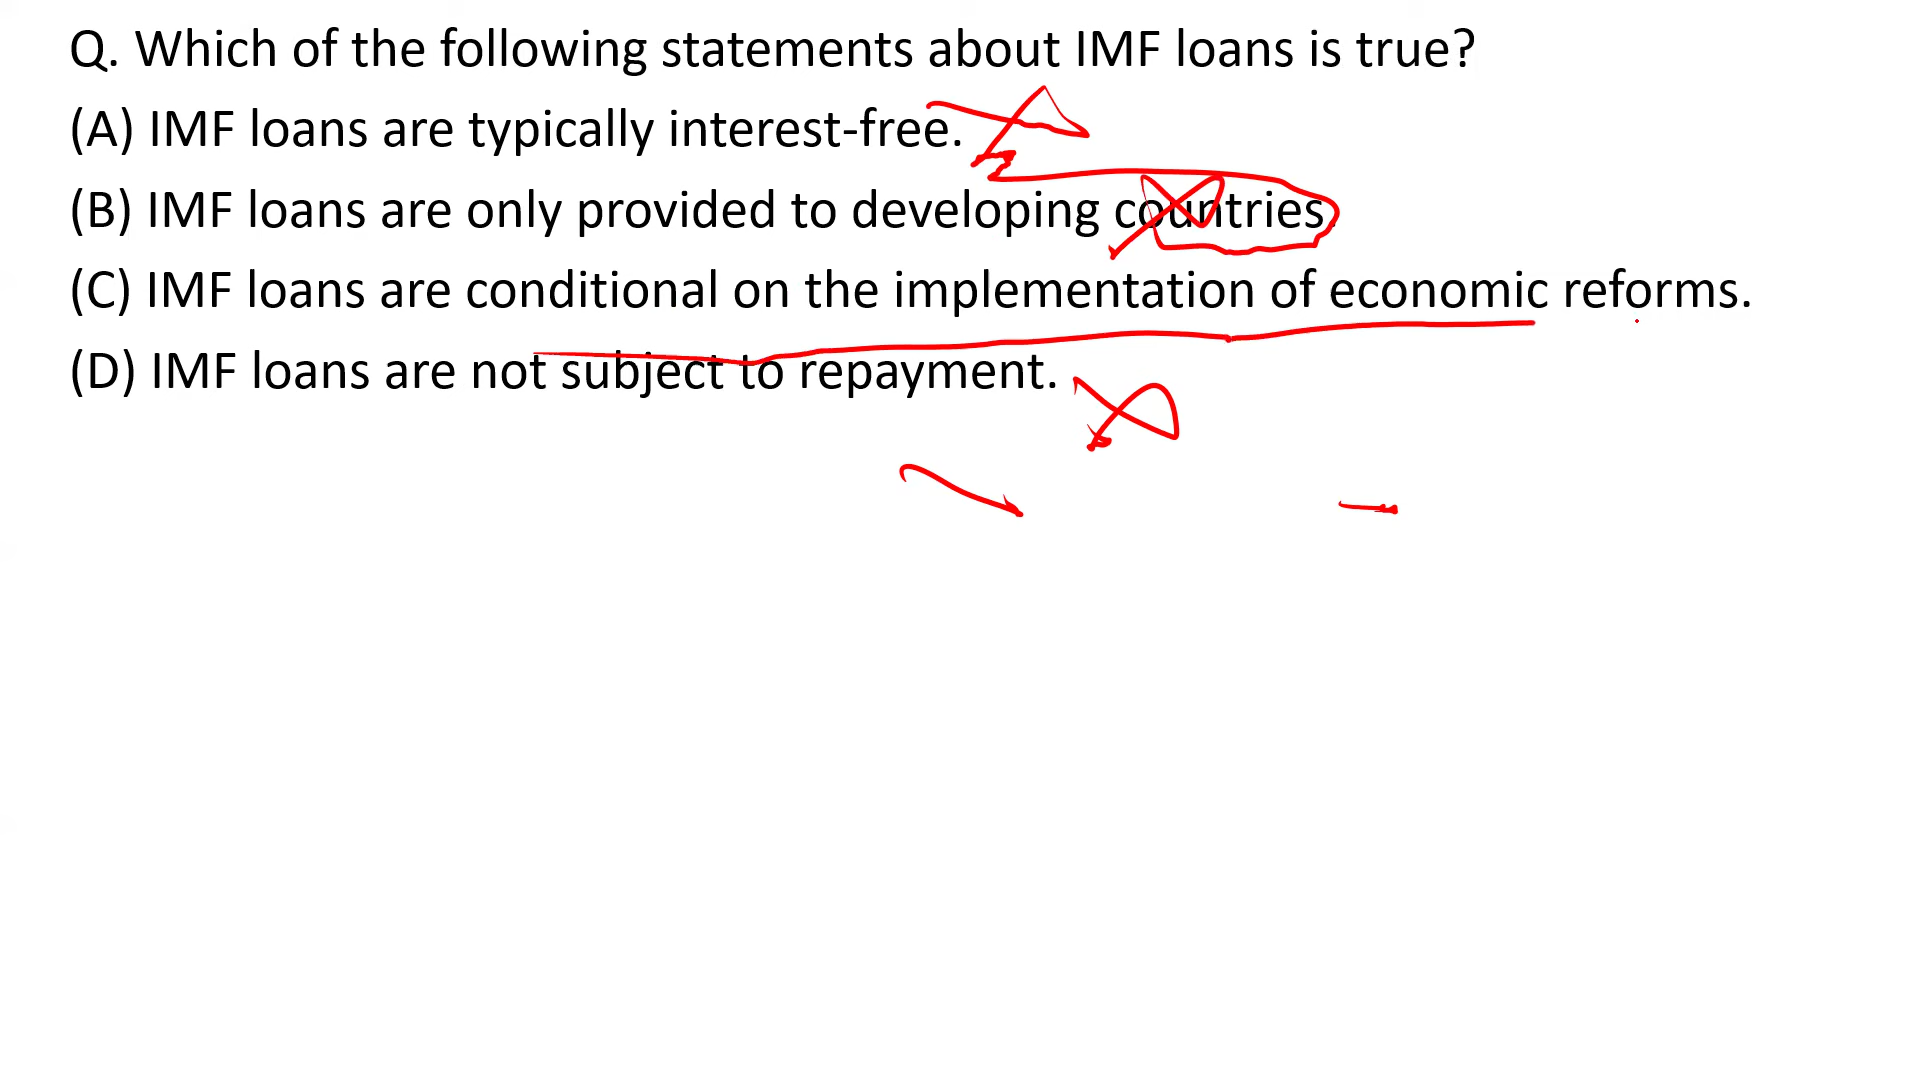 Q. Which of the following statements about IMF loans is true?
(A) IMF loans are typically interest-free.
(B) IMF loans are only provided to developing countries.
(C) IMF loans are conditional on the implementation of economic reforms.
(D) IMF loans are not subject to repayment.